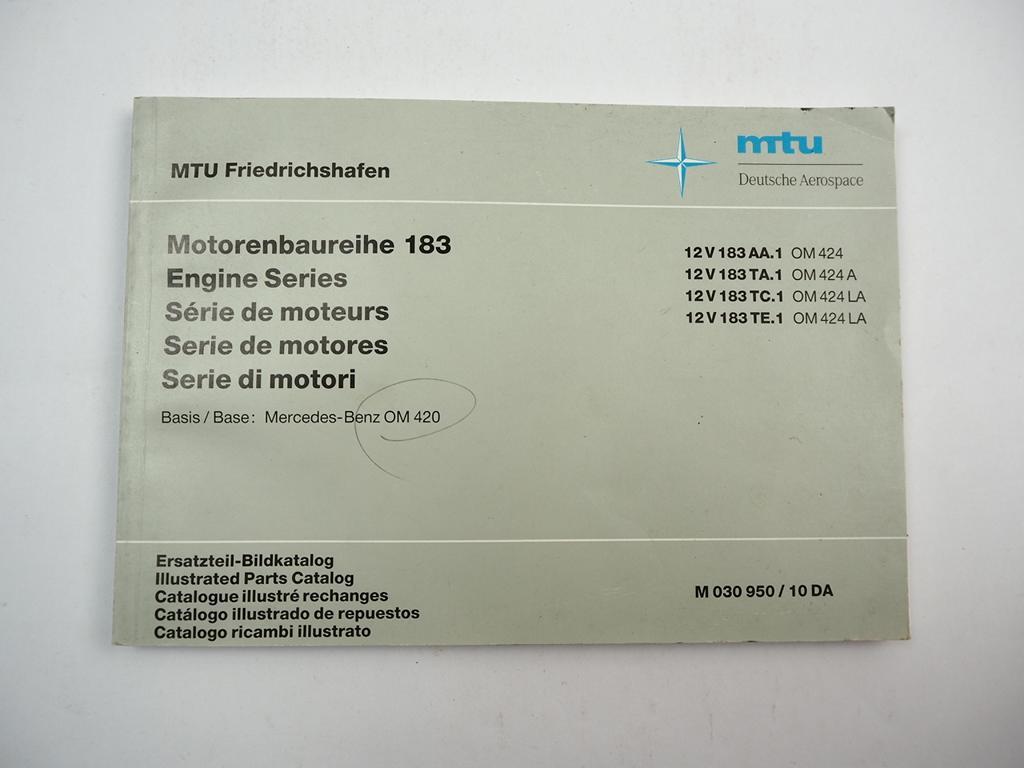 MTU Friedrichshafen
mtu
Deutsche Aerospace
Motorenbaureihe 183
Engine Series
Série de moteurs
Serie de motores
Serie di motori
Basis / Base: Mercedes-Benz OM 420
12 V 183 AA.1 OM 424
12 V 183 TA.1 OM 424 A
12 V 183 TC.1 OM 424 LA
12 V 183 TE.1 OM 424 LA
Ersatzteil-Bildkatalog
Illustrated Parts Catalog
Catalogue illustré rechanges
Catálogo illustrado de repuestos
Catalogo ricambi illustrato
M 030 950 / 10 DA